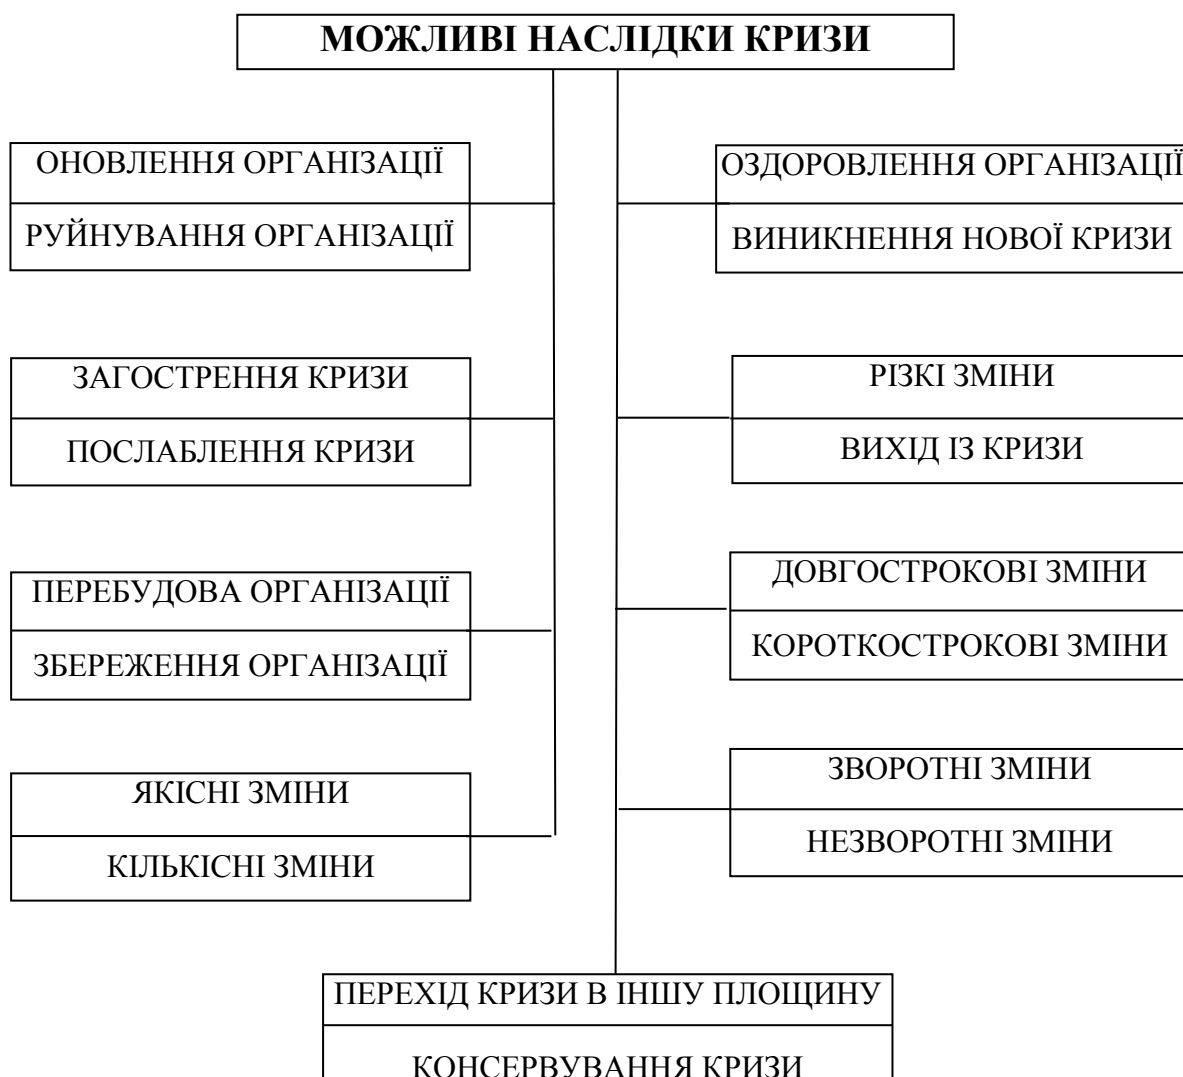 МОЖЛИВІ НАСЛІДКИ КРИЗИ
ОНОВЛЕННЯ ОРГАНІЗАЦІЇ
РУЙНУВАННЯ ОРГАНІЗАЦІЇ
ОЗДОРОВЛЕННЯ ОРГАНІЗАЦІЇ
ВИНИКНЕННЯ НОВОЇ КРИЗИ
ЗАГОСТРЕННЯ КРИЗИ
ПОСЛАБЛЕННЯ КРИЗИ
РІЗКІ ЗМІНИ
ВИХІД ІЗ КРИЗИ
ПЕРЕБУДОВА ОРГАНІЗАЦІЇ
ЗБЕРЕЖЕННЯ ОРГАНІЗАЦІЇ
ДОВГОСТРОКОВІ ЗМІНИ
КОРОТКОСТРОКОВІ ЗМІНИ
ЯКІСНІ ЗМІНИ
КІЛЬКІСНІ ЗМІНИ
ЗВОРОТНІ ЗМІНИ
НЕЗВОРОТНІ ЗМІНИ
ПЕРЕХІД КРИЗИ В ІНШУ ПЛОЩИНУ
КОНСЕРВУВАННЯ КРИЗИ